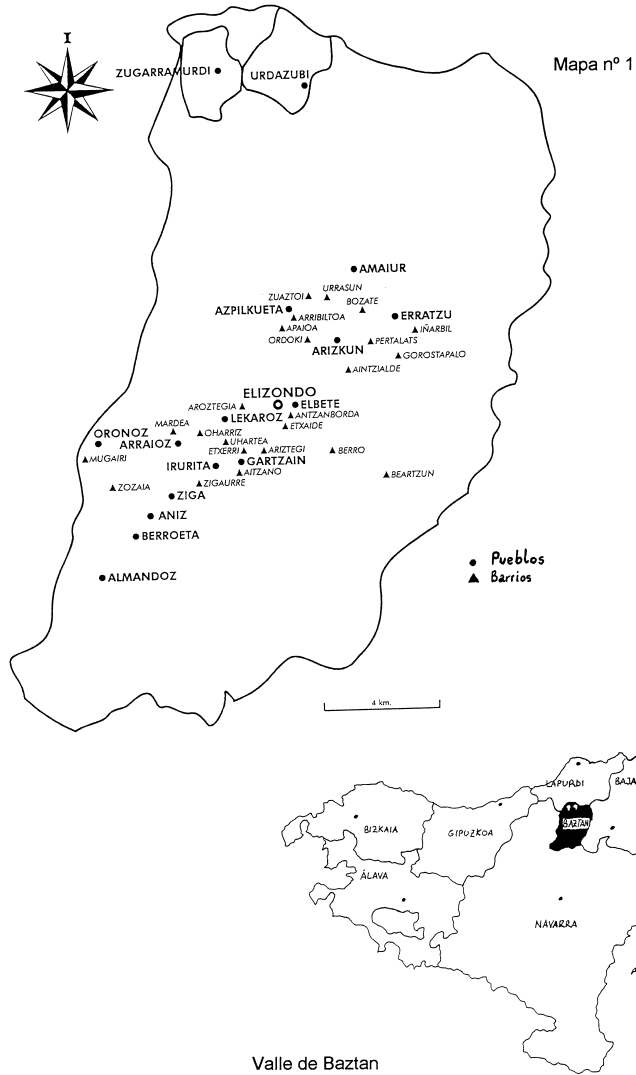 I
Mapa nº 1
ZUGARRAMURDI
URDAZUBI
AMAIUR
URRASUN
ZUAZTOI
BOZATE
AZPILKUETA
ARRIBILTOA
ERRATZU
APAIOA
IÑARBIL
ORDOKI
PERTALATS
ARIZKUN
GOROSTAPALO
AINTZIALDE
ELIZONDO
AROZTEGIA
ELBETE
LEKAROZ
ANTZANBORDA
MARDEA
ETXAIDE
ORONOZ
OHARRIZ
ARRAIOZ
UHARTEA
ETXERRI
ARIZTEGI
BERRO
MUGAIRI
IRURITA
GARTZAIN
AITZANO
BEARTZUN
ZOZAIA
ZIGAURRE
ZIGA
ANIZ
BERROETA
Pueblos
Barrios
ALMANDOZ
4 km.
LAPURDI
BAJA
BIZKAIA
GIPUZKOA
BAZTAN
ÁLAVA
NAVARRA
A
Valle de Baztan